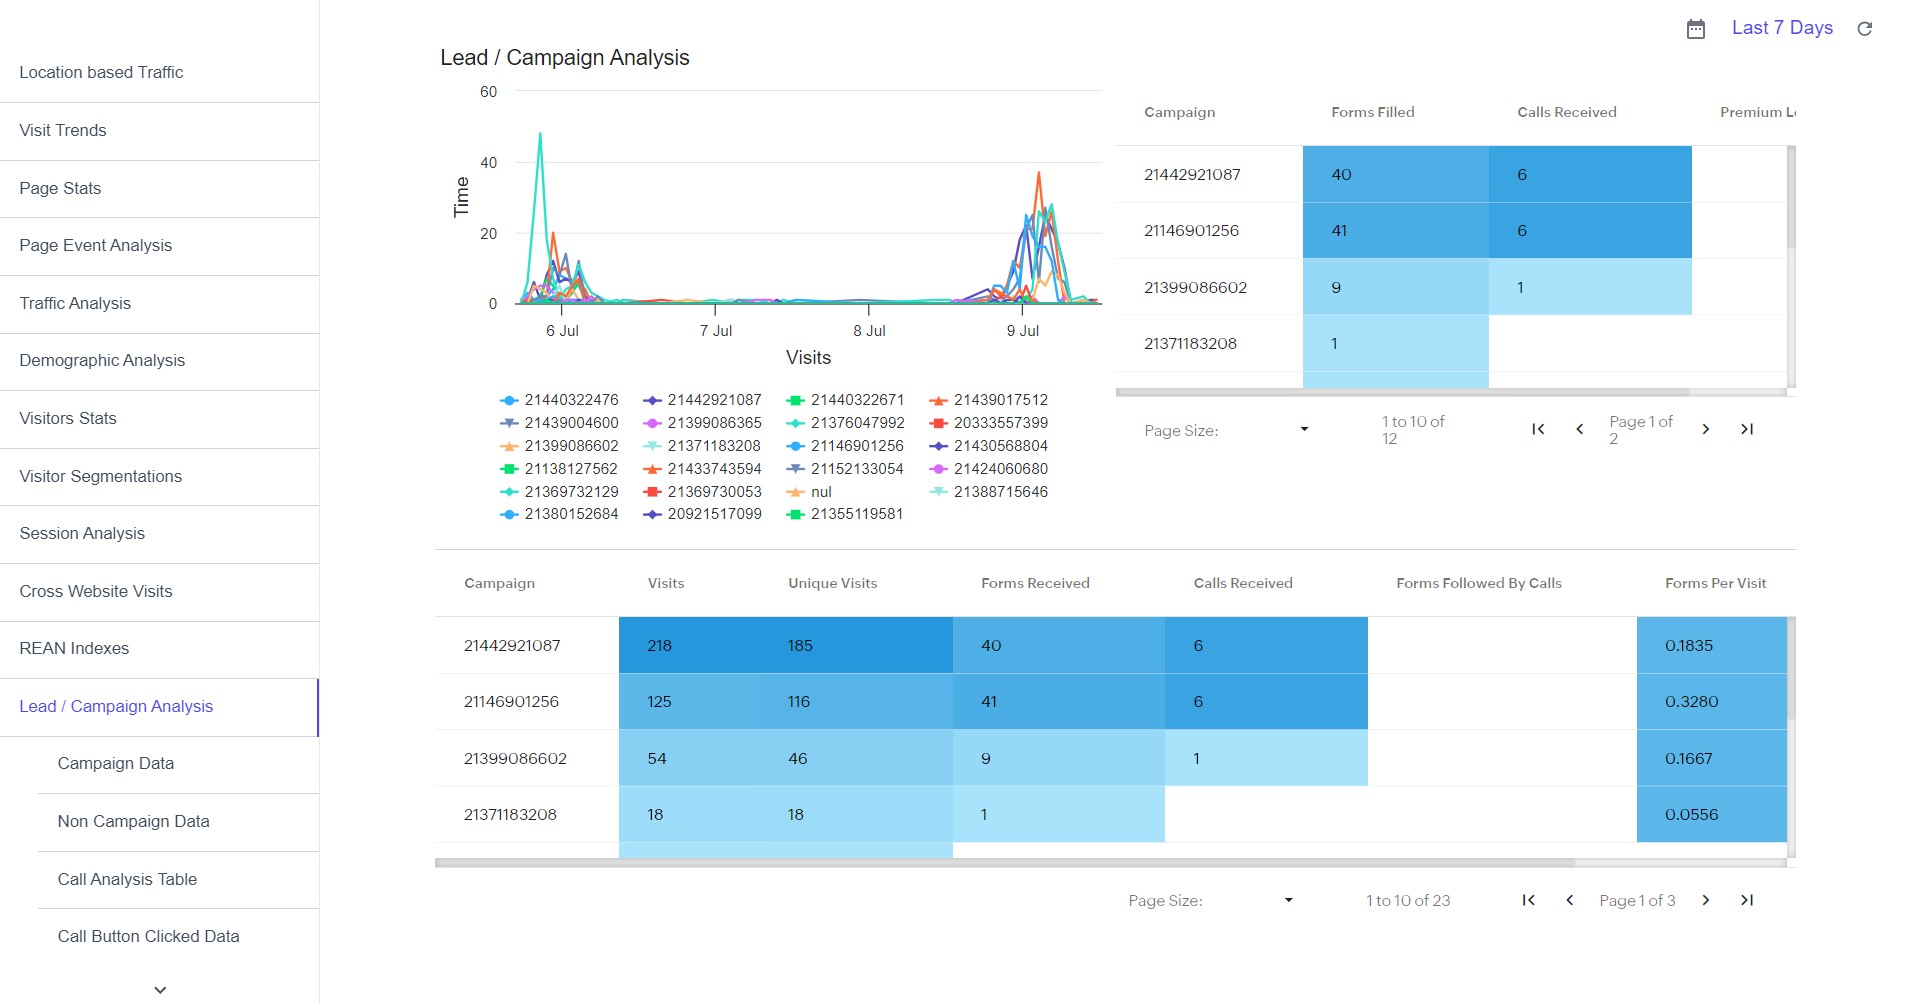 Last 7 Days
Location based Traffic
Visit Trends
Page Stats
Page Event Analysis
Traffic Analysis
Demographic Analysis
Visitors Stats
Visitor Segmentations
Session Analysis
Cross Website Visits
REAN Indexes
Lead / Campaign Analysis
Campaign Data
Non Campaign Data
Call Analysis Table
Call Button Clicked Data
Lead / Campaign Analysis
60
40
20
0
Time
6 Jul 7 Jul 8 Jul 9 Jul
Visits
21440322476 21442921087 21440322671 21439017512
21439004600 21399086365 21376047992 20333557399
21399086602 21371183208 21146901256 21430568804
21138127562 21433743594 21152133054 21424060680
21369732129 21369730053 nul 21388715646
21380152684 20921517099 21355119581
Campaign Forms Filled Calls Received Premium
21442921087 40 6
21146901256 41 6
21399086602 9 1
21371183208 1
Page Size: 1 to 10 of 12 Page 1 of 2
Campaign Visits Unique Visits Forms Received Calls Received Forms Followed By Calls Forms Per Visit
21442921087 218 185 40 6 0.1835
21146901256 125 116 41 6 0.3280
21399086602 54 46 9 1 0.1667
21371183208 18 18 1 0.0556
Page Size: 1 to 10 of 23 Page 1 of 3